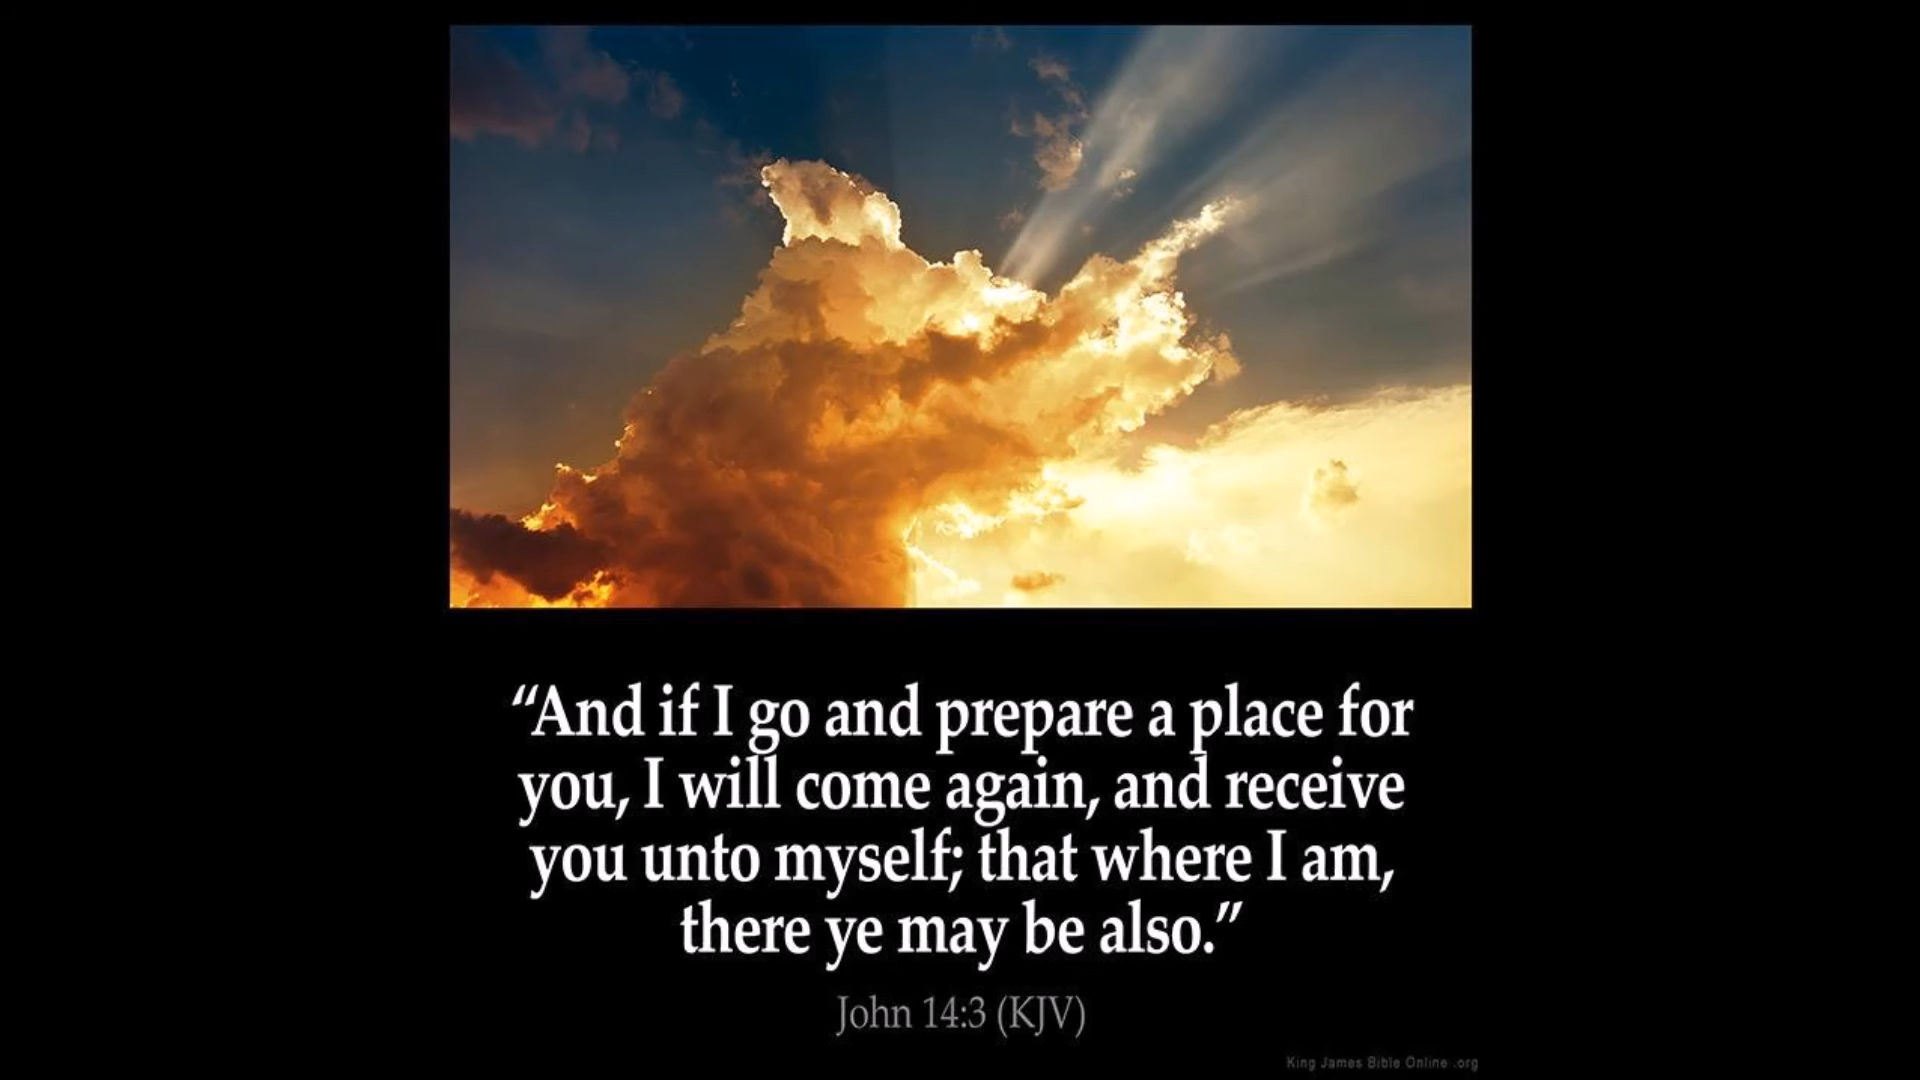 “And if I go and prepare a place for
you, I will come again, and receive
you unto myself; that where I am,
there ye may be also.”
John 14:3 (KJV)
King James Bible Online .org